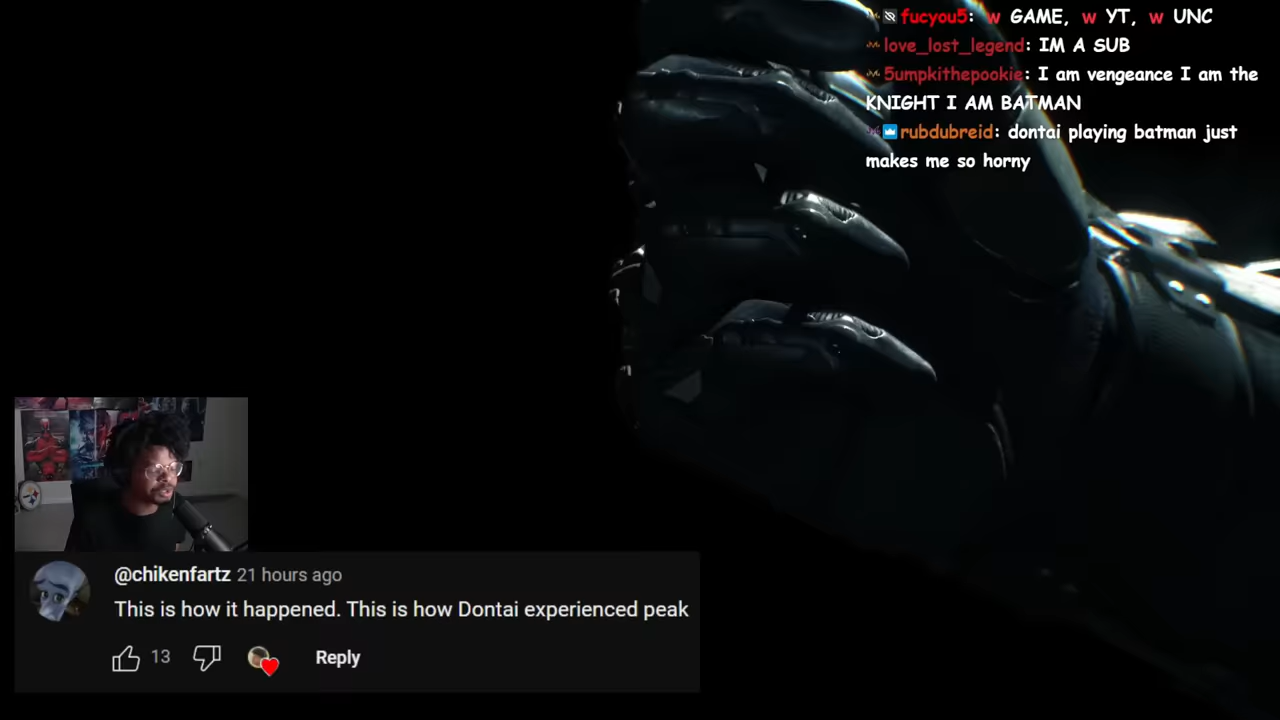 fucyou5: w GAME, w YT, w UNC
love_lost_legend: IM A SUB
5umpkithepookie: I am vengeance I am the
KNIGHT I AM BATMAN
rubdubreid: dontai playing batman just
makes me so horny
@chikenfartz 21 hours ago
This is how it happened. This is how Dontai experienced peak
13 Reply